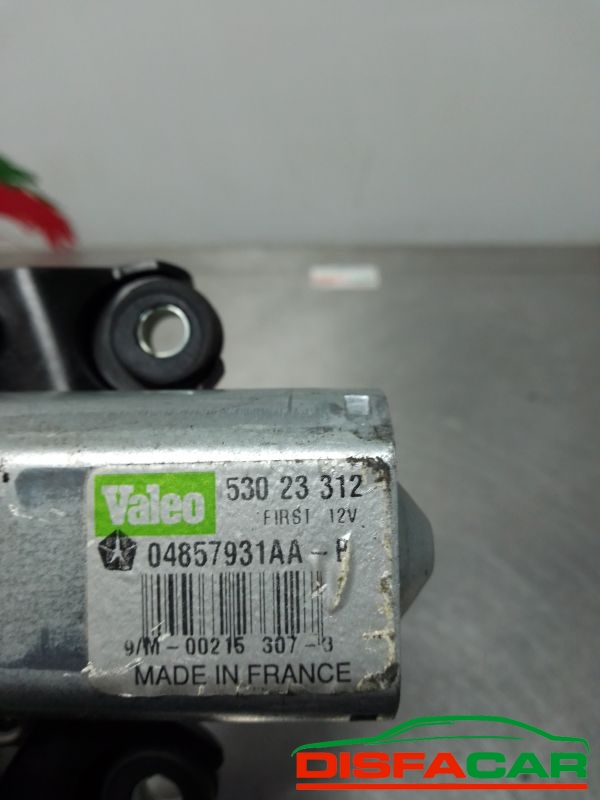 Valeo 530 23 312
FIRST 12V
04857931AA-P
9/M-00215 307-3
MADE IN FRANCE
DISFACAR